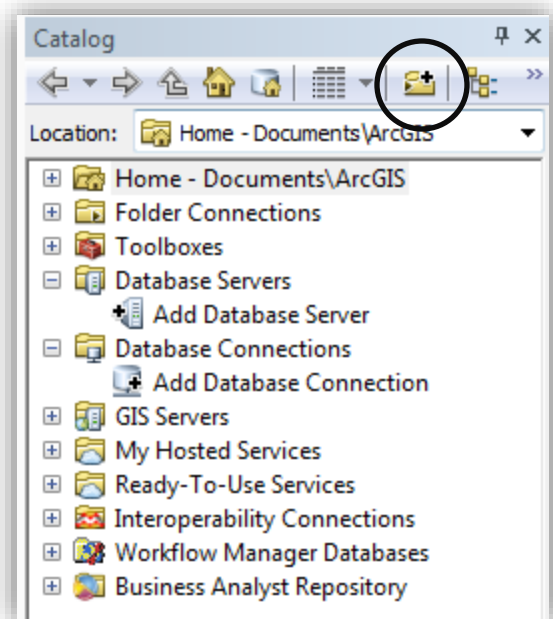 Catalog
Location: Home - Documents\ArcGIS
Home - Documents\ArcGIS
Folder Connections
Toolboxes
Database Servers
Add Database Server
Database Connections
Add Database Connection
GIS Servers
My Hosted Services
Ready-To-Use Services
Interoperability Connections
Workflow Manager Databases
Business Analyst Repository